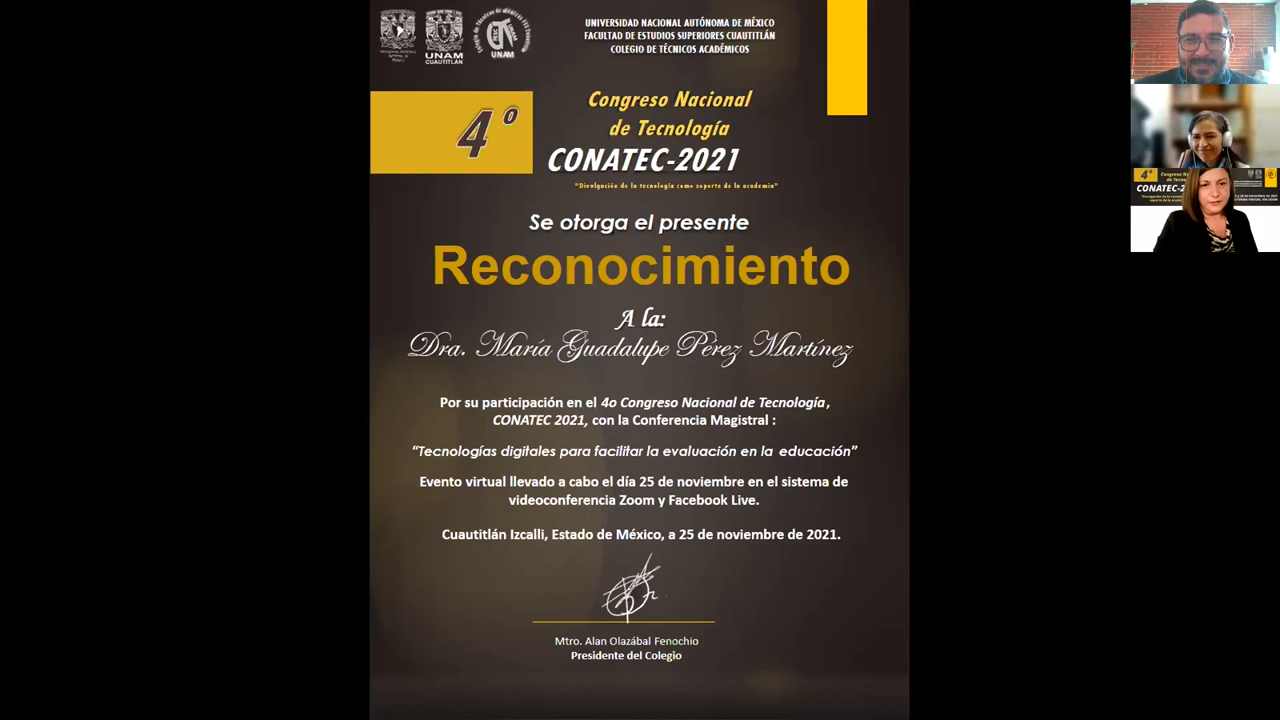 UNIVERSIDAD NACIONAL AUTÓNOMA DE MÉXICO
FACULTAD DE ESTUDIOS SUPERIORES CUAUTITLÁN
COLEGIO DE TÉCNICOS ACADÉMICOS
UNAM
CUAUTITLÁN
UNAM
4°
Congreso Nacional
de Tecnología
CONATEC-2021
"Divulgación de la tecnología como soporte de la academia"
Se otorga el presente
Reconocimiento
A la:
Dra. María Guadalupe Pérez Martínez
Por su participación en el 4o Congreso Nacional de Tecnología,
CONATEC 2021, con la Conferencia Magistral :
“Tecnologías digitales para facilitar la evaluación en la educación”
Evento virtual llevado a cabo el día 25 de noviembre en el sistema de
videoconferencia Zoom y Facebook Live.
Cuautitlán Izcalli, Estado de México, a 25 de noviembre de 2021.
Mtro. Alan Olazábal Fenochio
Presidente del Colegio
4°
Congreso
de Tec
CONATEC-2